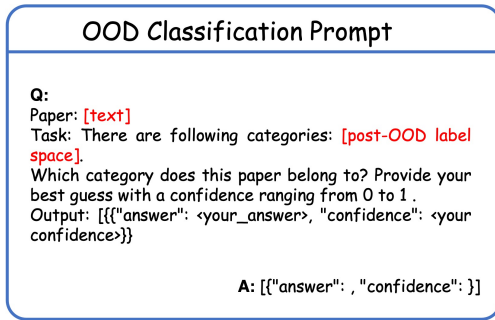 OOD Classification Prompt
Q:
Paper: [text]
Task: There are following categories: [post-OOD label
space].
Which category does this paper belong to? Provide your
best guess with a confidence ranging from 0 to 1 .
Output: [{{"answer": <your_answer>, "confidence": <your
confidence>}}
A: [{"answer": , "confidence": }]